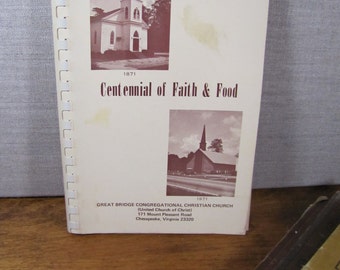 1871
Centennial of Faith & Food
1971
GREAT BRIDGE CONGREGATIONAL CHRISTIAN CHURCH
(United Church of Christ)
171 Mount Pleasant Road
Chesapeake, Virginia 23320